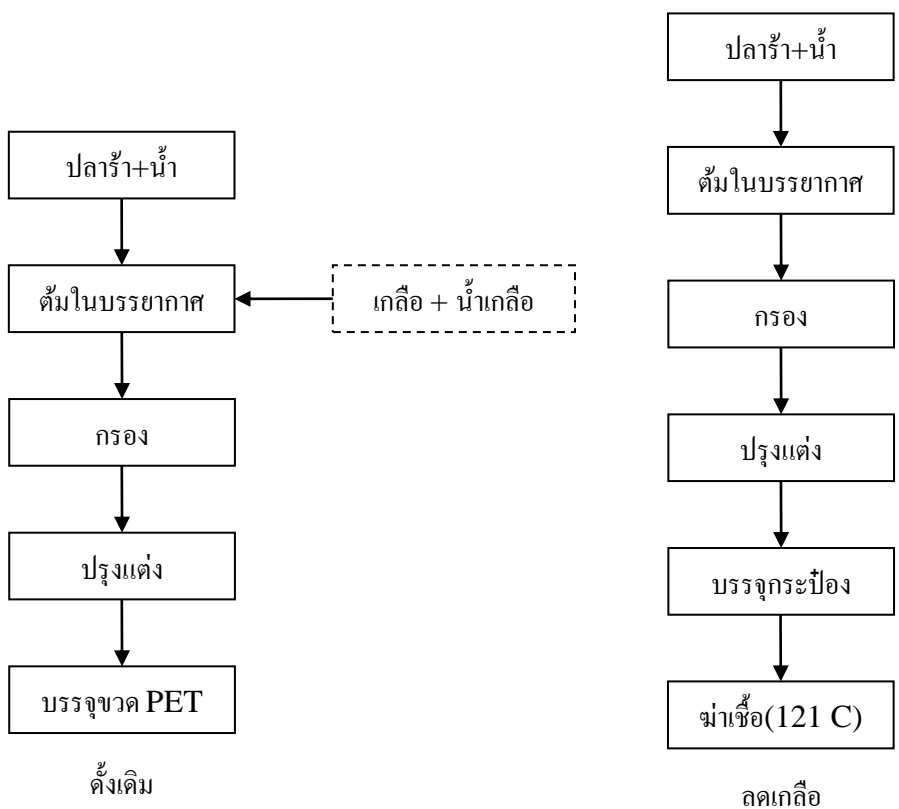 ปลาร้า+น้ำ
ต้มในบรรยากาศ
เกลือ + น้ำเกลือ
กรอง
ปรุงแต่ง
บรรจุขวด PET
ดั้งเดิม
ปลาร้า+น้ำ
ต้มในบรรยากาศ
กรอง
ปรุงแต่ง
บรรจุกระป๋อง
ฆ่าเชื้อ(121 C)
ลดเกลือ